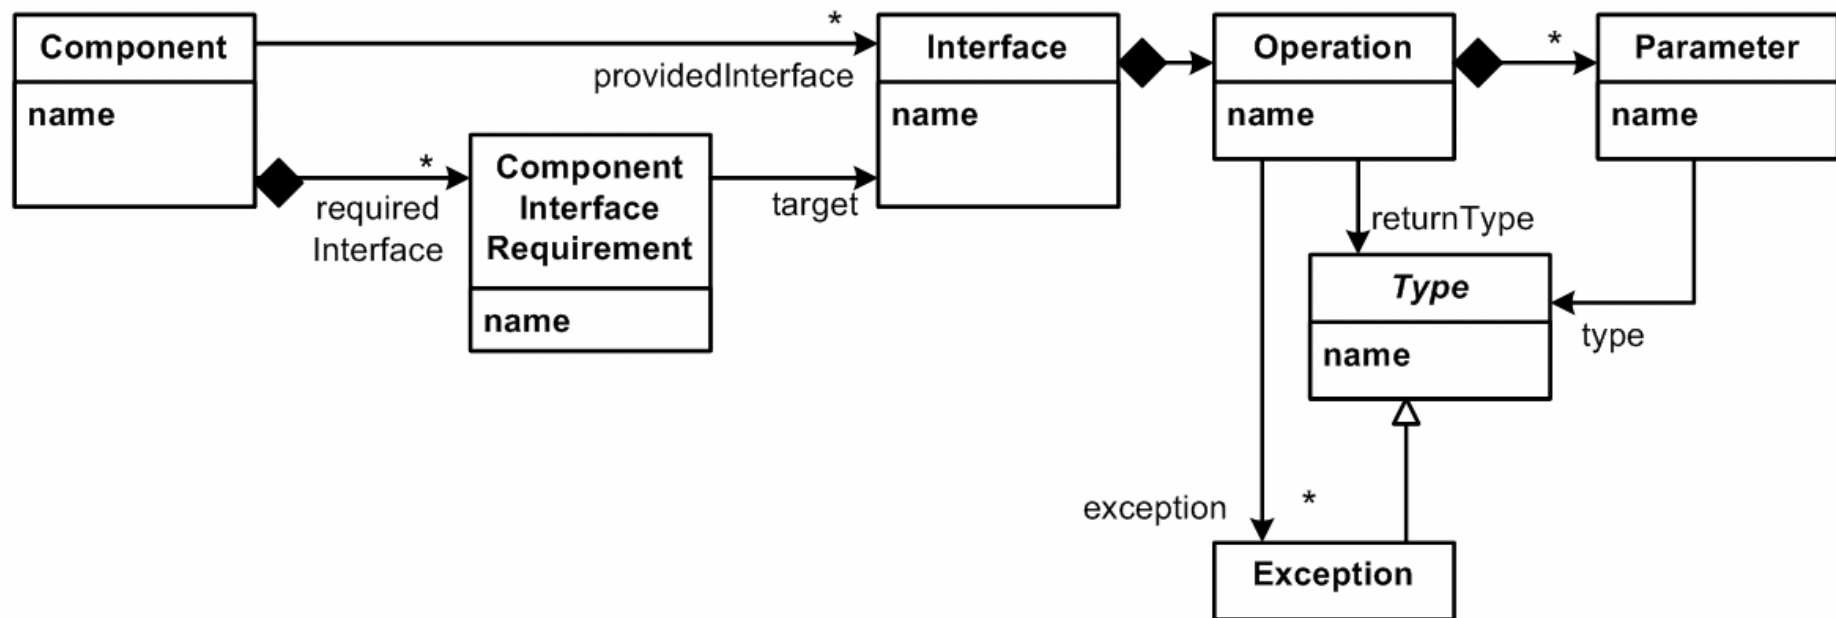 Component
name
*
providedInterface
*
required
Interface
Component
Interface
Requirement
name
target
Interface
name
Operation
name
*
Parameter
name
returnType
Type
name
type
exception
*
Exception